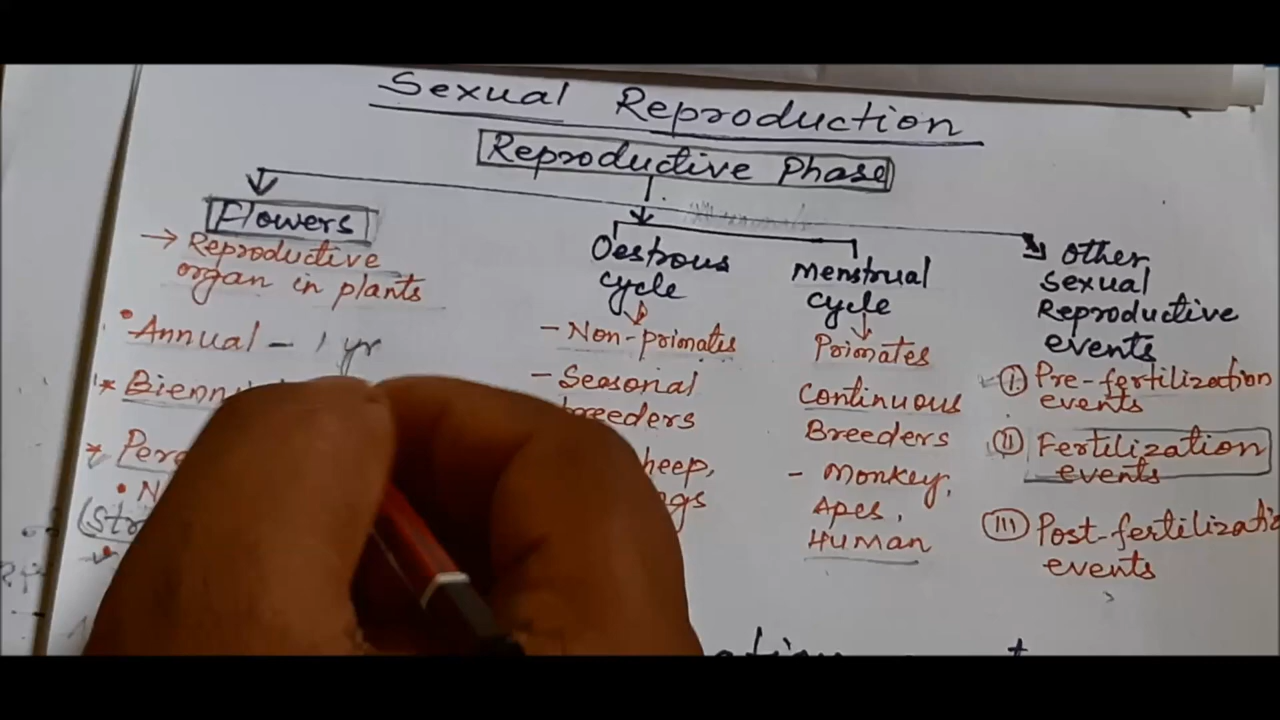 Sexual Reproduction
Reproductive Phase
Flowers
→ Reproductive
organ in plants
• Annual - 1 yr
Oestrous
cycle
- Non-primates
- Seasonal
breeders
Menstrual
cycle
Primates
Continuous
Breeders
- Monkey,
Apes,
Human
Other
Sexual
Reproductive
events
(I) Pre-fertilization
events
(II) Fertilization
events
(III) Post-fertilizati
events